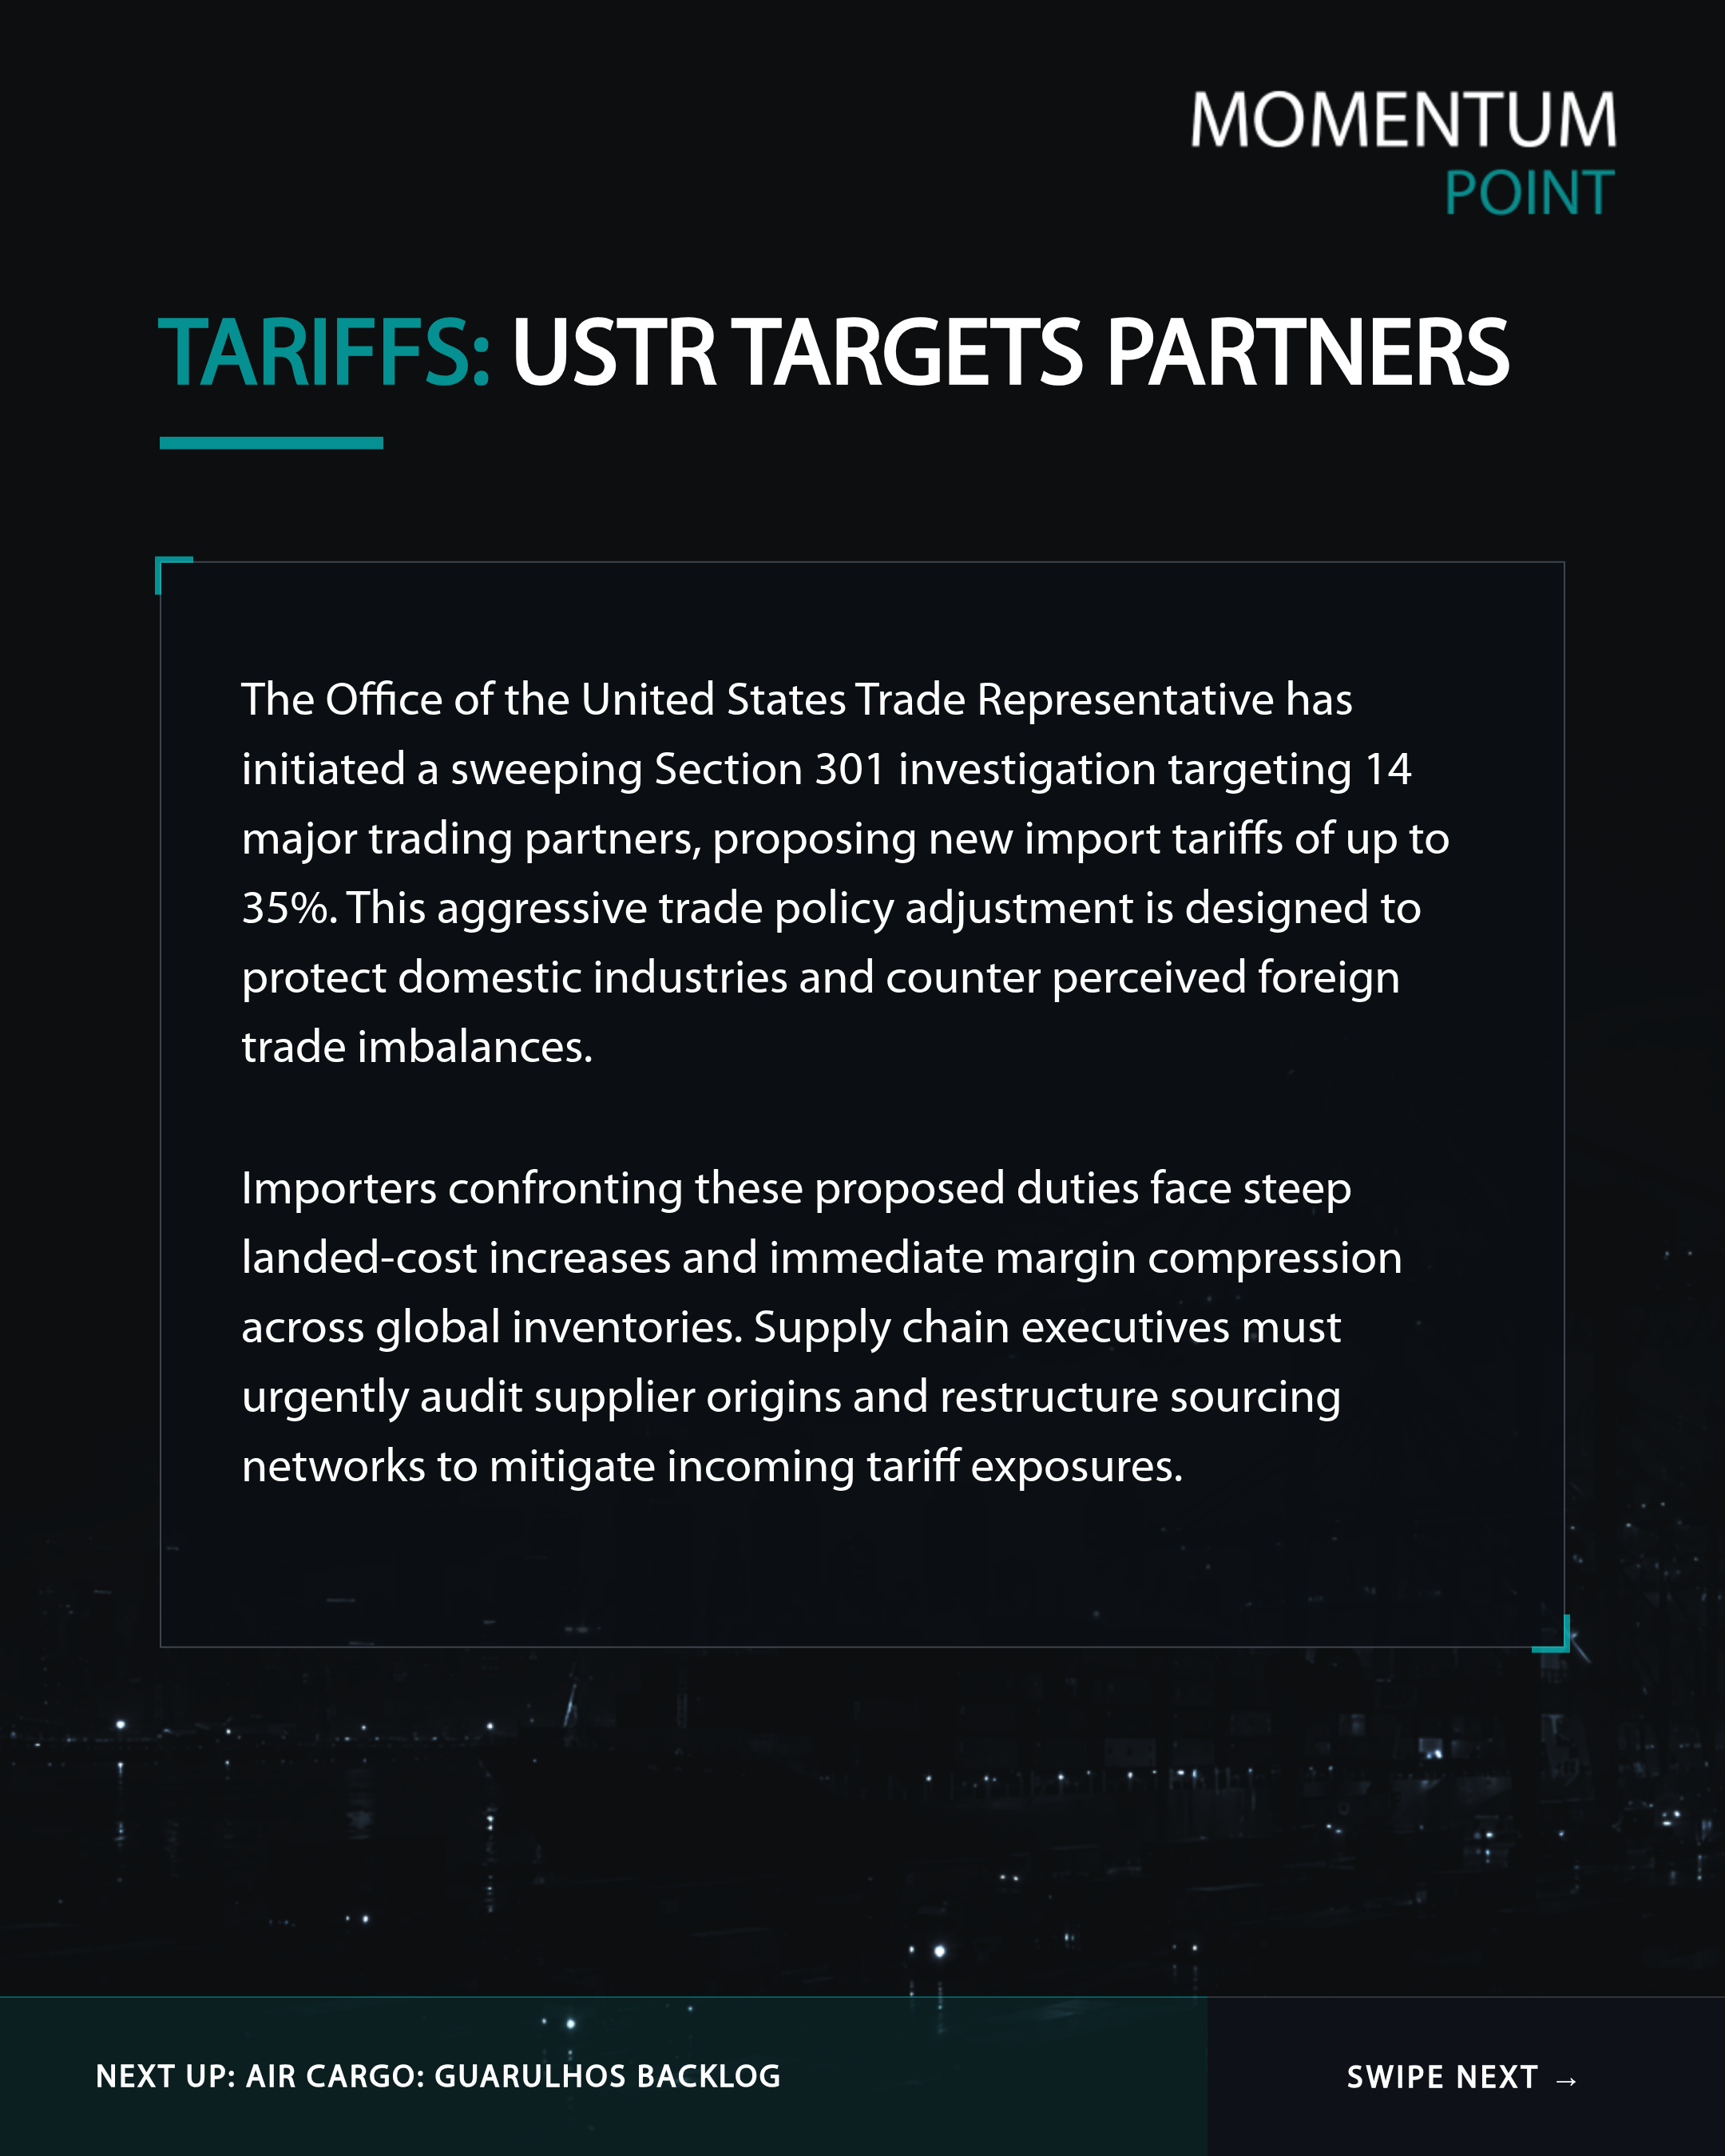 MOMENTUM
POINT
TARIFFS: USTR TARGETS PARTNERS
The Office of the United States Trade Representative has
initiated a sweeping Section 301 investigation targeting 14
major trading partners, proposing new import tariffs of up to
35%. This aggressive trade policy adjustment is designed to
protect domestic industries and counter perceived foreign
trade imbalances.
Importers confronting these proposed duties face steep
landed-cost increases and immediate margin compression
across global inventories. Supply chain executives must
urgently audit supplier origins and restructure sourcing
networks to mitigate incoming tariff exposures.
NEXT UP: AIR CARGO: GUARULHOS BACKLOG
SWIPE NEXT →